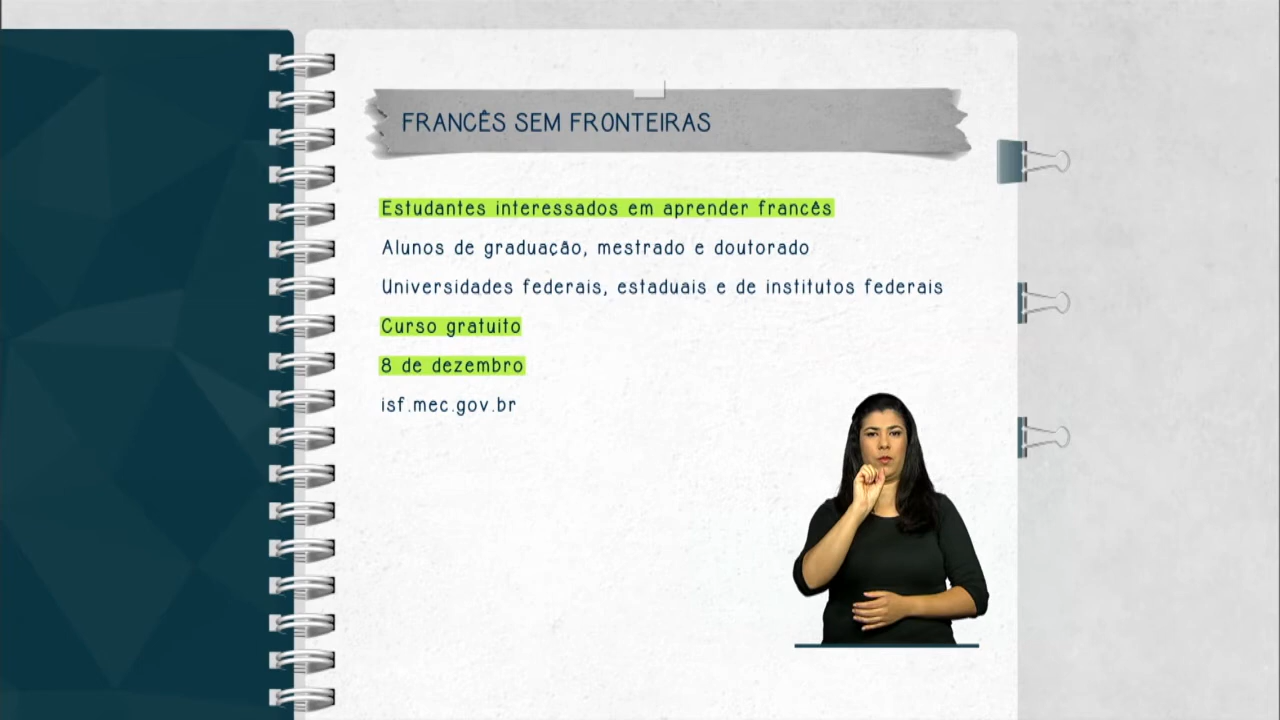 FRANCÊS SEM FRONTEIRAS
Estudantes interessados em aprender francês
Alunos de graduação, mestrado e doutorado
Universidades federais, estaduais e de institutos federais
Curso gratuito
8 de dezembro
isf.mec.gov.br